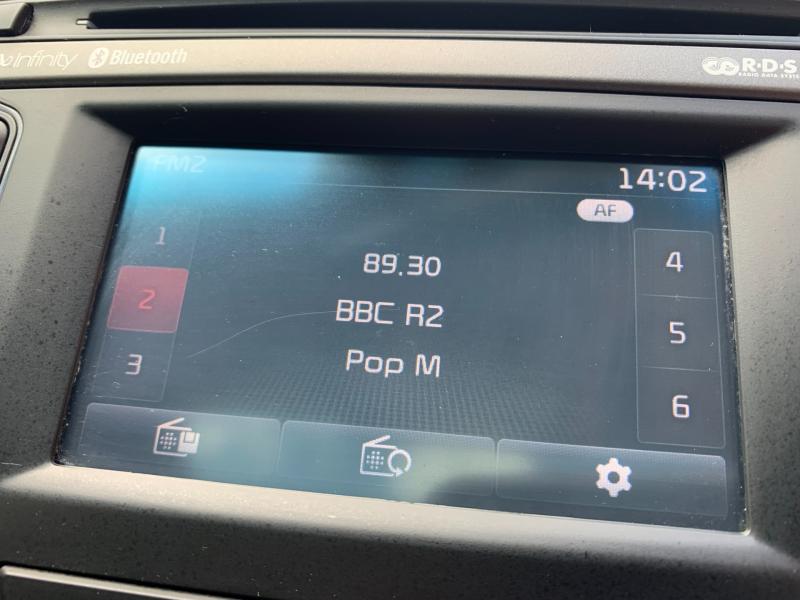 infinity Bluetooth
R·D·S
RADIO DATA SYSTEM
FM2
14:02
AF
1
2
3
89.30
BBC R2
Pop M
4
5
6